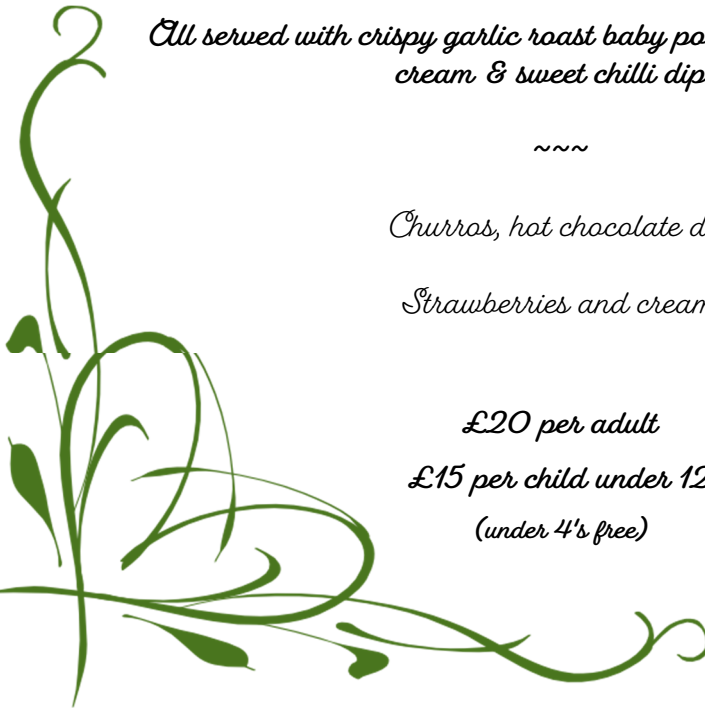 All served with crispy garlic roast baby po
cream & sweet chilli dip
~~~
Churros, hot chocolate d
Strawberries and cream
£20 per adult
£15 per child under 12
(under 4's free)